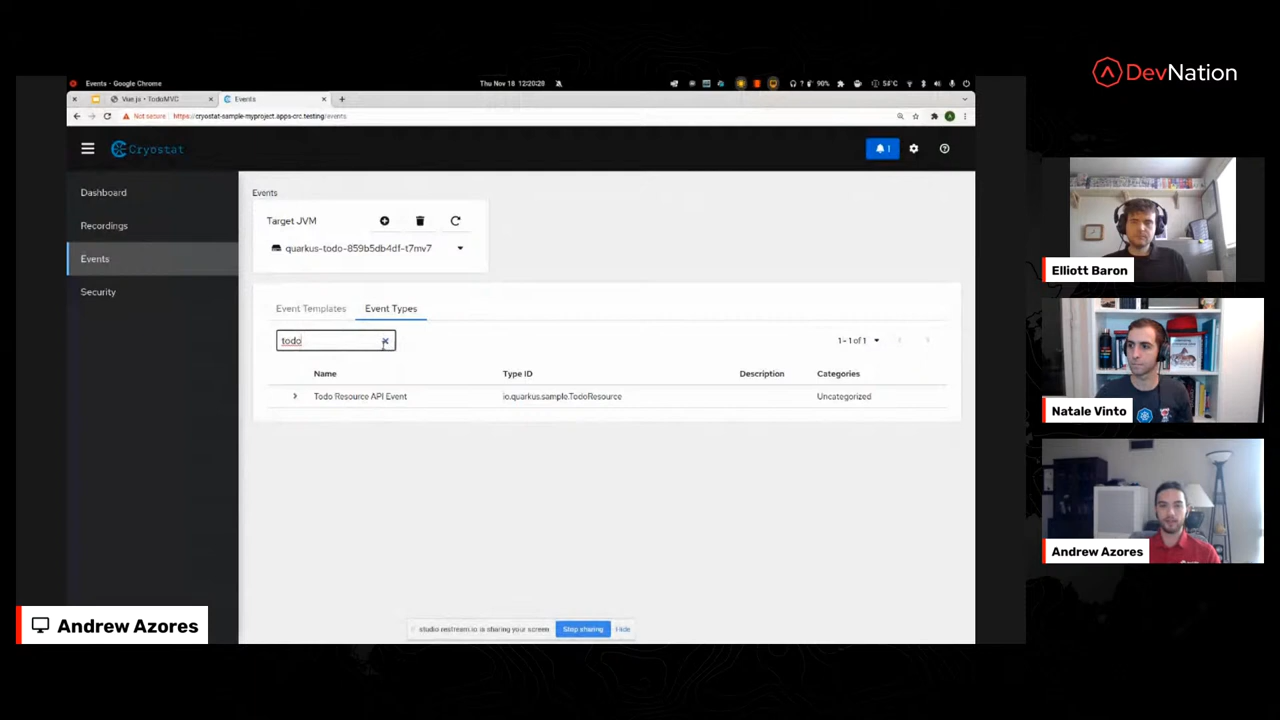 Events - Google Chrome
Thu Nov 18 12:20:28
90%
54°C
Vue.js • TodoMVC
Events
Not secure
https://cryostat-sample-myproject.apps-crc.testing/events
DevNation
Cryostat
1
Dashboard
Recordings
Events
Security
Events
Target JVM
quarkus-todo-859b5db4df-t7mv7
Event Templates
Event Types
todo
1-1 of 1
Name
Type ID
Description
Categories
Todo Resource API Event
io.quarkus.sample.TodoResource
Uncategorized
studio.restream.io is sharing your screen
Stop sharing
Hide
Andrew Azores
Elliott Baron
Natale Vinto
Andrew Azores